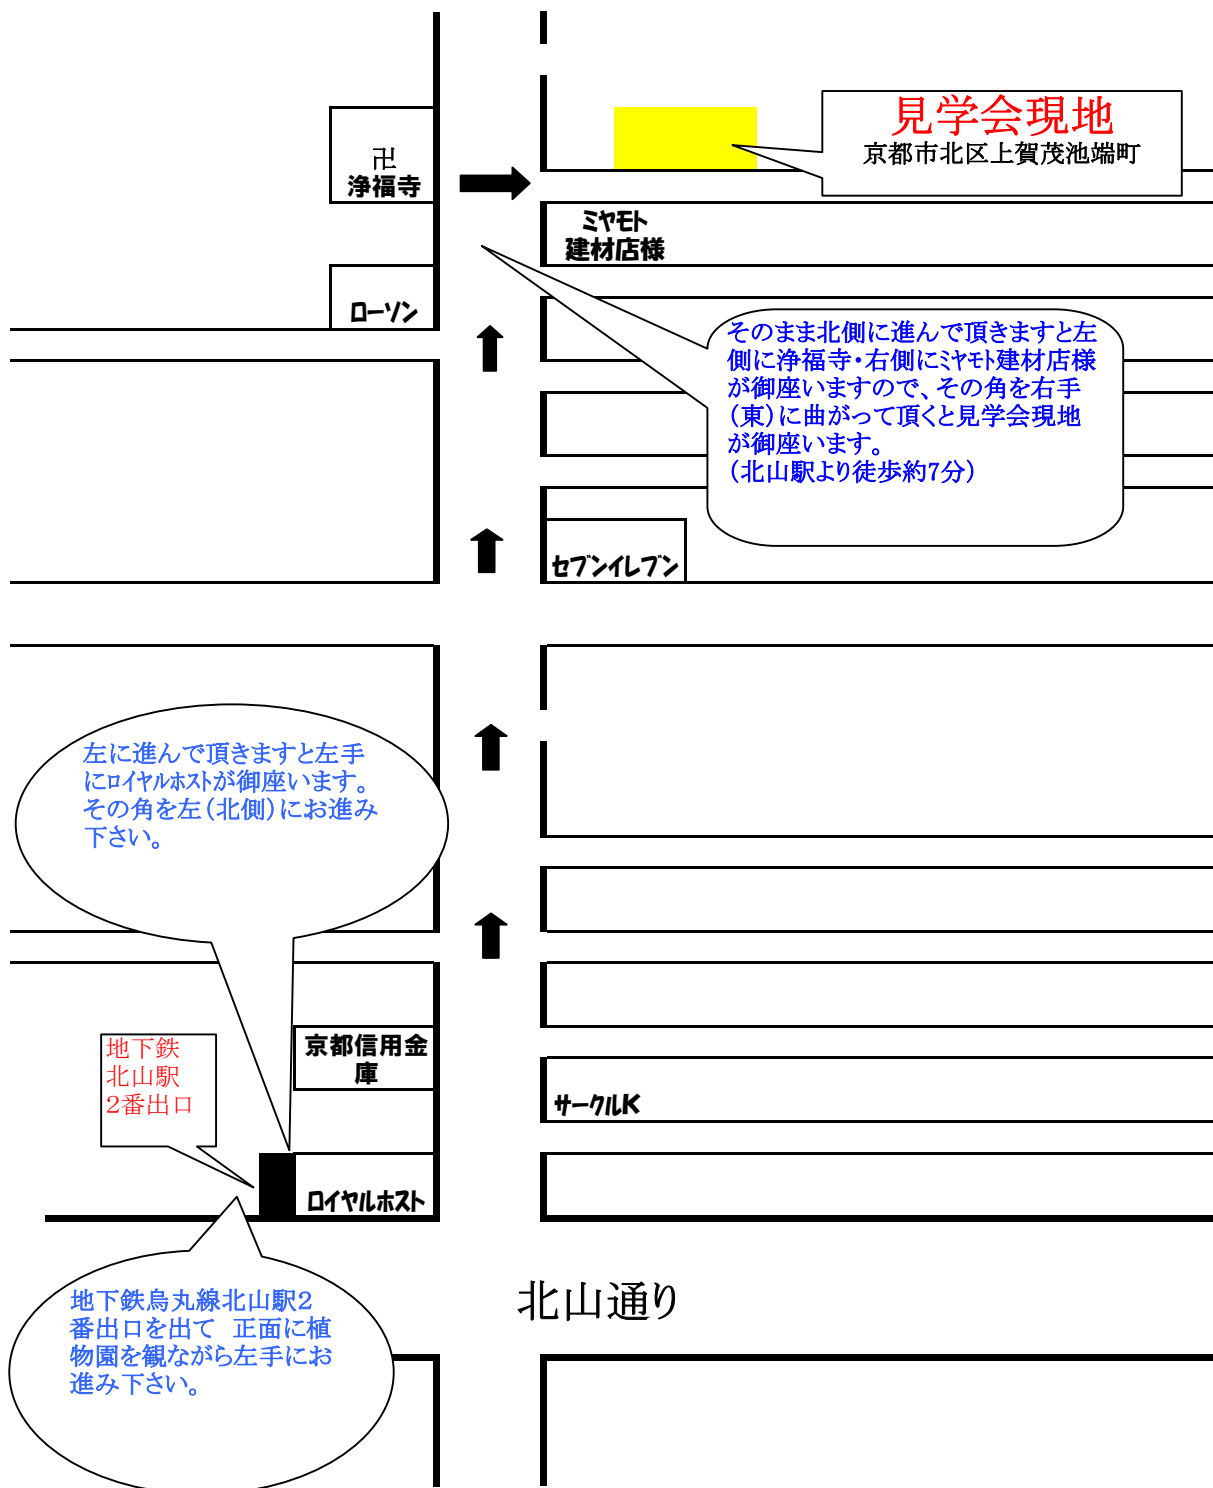 見学会現地
京都市北区上賀茂池端町
卍
浄福寺
ミヤモト
建材店様
ローソン
そのまま北側に進んで頂きますと左
側に浄福寺・右側にﾐﾔﾓﾄ建材店様
が御座いますので、その角を右手
（東）に曲がって頂くと見学会現地
が御座います。
（北山駅より徒歩約7分）
セブンイレブン
左に進んで頂きますと左手
にﾛｲﾔﾙﾎｽﾄが御座います。
その角を左（北側）にお進み
下さい。
京都信用金
庫
地下鉄
北山駅
2番出口
サークルK
ロイヤルホスト
北山通り
地下鉄烏丸線北山駅2
番出口を出て　正面に植
物園を観ながら左手にお
進み下さい。